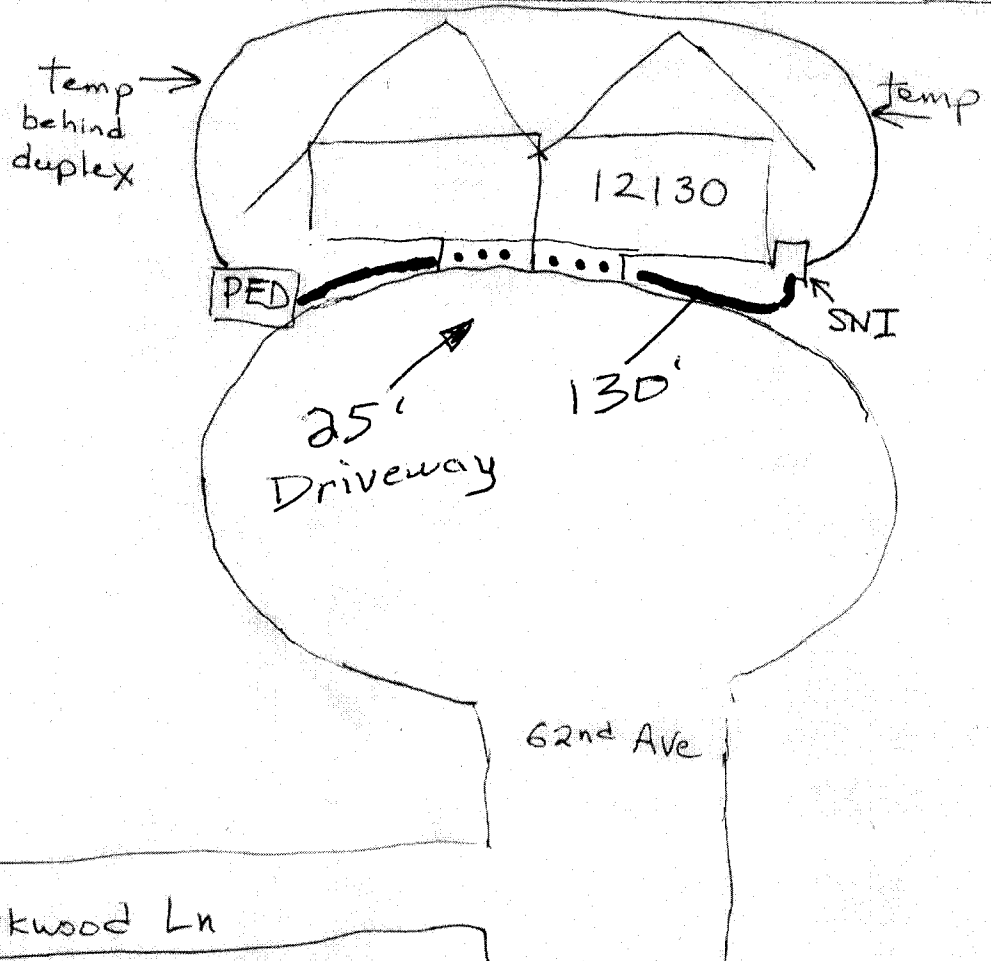 temp
behind
duplex
temp
12130
PED
SNI
25'
Driveway
130'
62nd Ave
kwood Ln